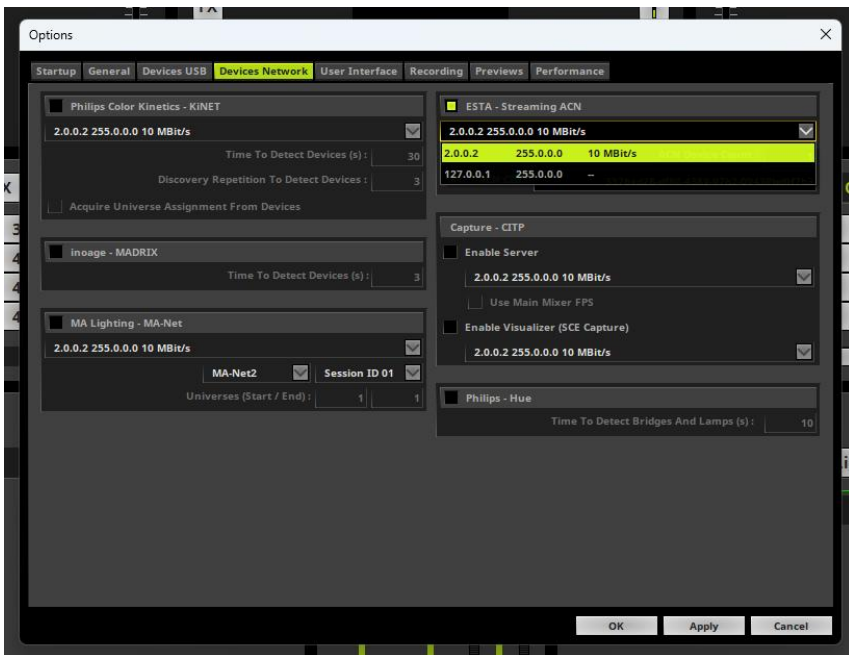 TX
Options
Startup General Devices USB Devices Network User Interface Recording Previews Performance
Philips Color Kinetics - KiNET
2.0.0.2 255.0.0.0 10 MBit/s
Time To Detect Devices (s) : 30
Discovery Repetition To Detect Devices : 3
Acquire Universe Assignment From Devices
inoage - MADRIX
Time To Detect Devices (s) : 3
MA Lighting - MA-Net
2.0.0.2 255.0.0.0 10 MBit/s
MA-Net2 Session ID 01
Universes (Start / End) : 1 1
ESTA - Streaming ACN
2.0.0.2 255.0.0.0 10 MBit/s
2.0.0.2 255.0.0.0 10 MBit/s
127.0.0.1 255.0.0.0 --
Capture - CITP
Enable Server
2.0.0.2 255.0.0.0 10 MBit/s
Use Main Mixer FPS
Enable Visualizer (SCE Capture)
2.0.0.2 255.0.0.0 10 MBit/s
Philips - Hue
Time To Detect Bridges And Lamps (s) : 10
OK Apply Cancel